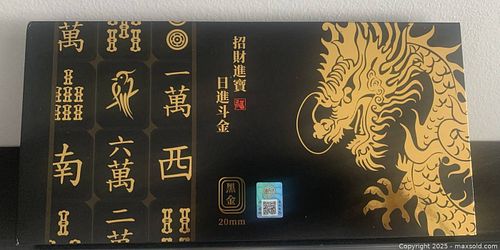 萬
一萬
南
六萬
西
二
招財進寶
日進斗金
黑金
20mm
Copyright 2025 - maxsold.com